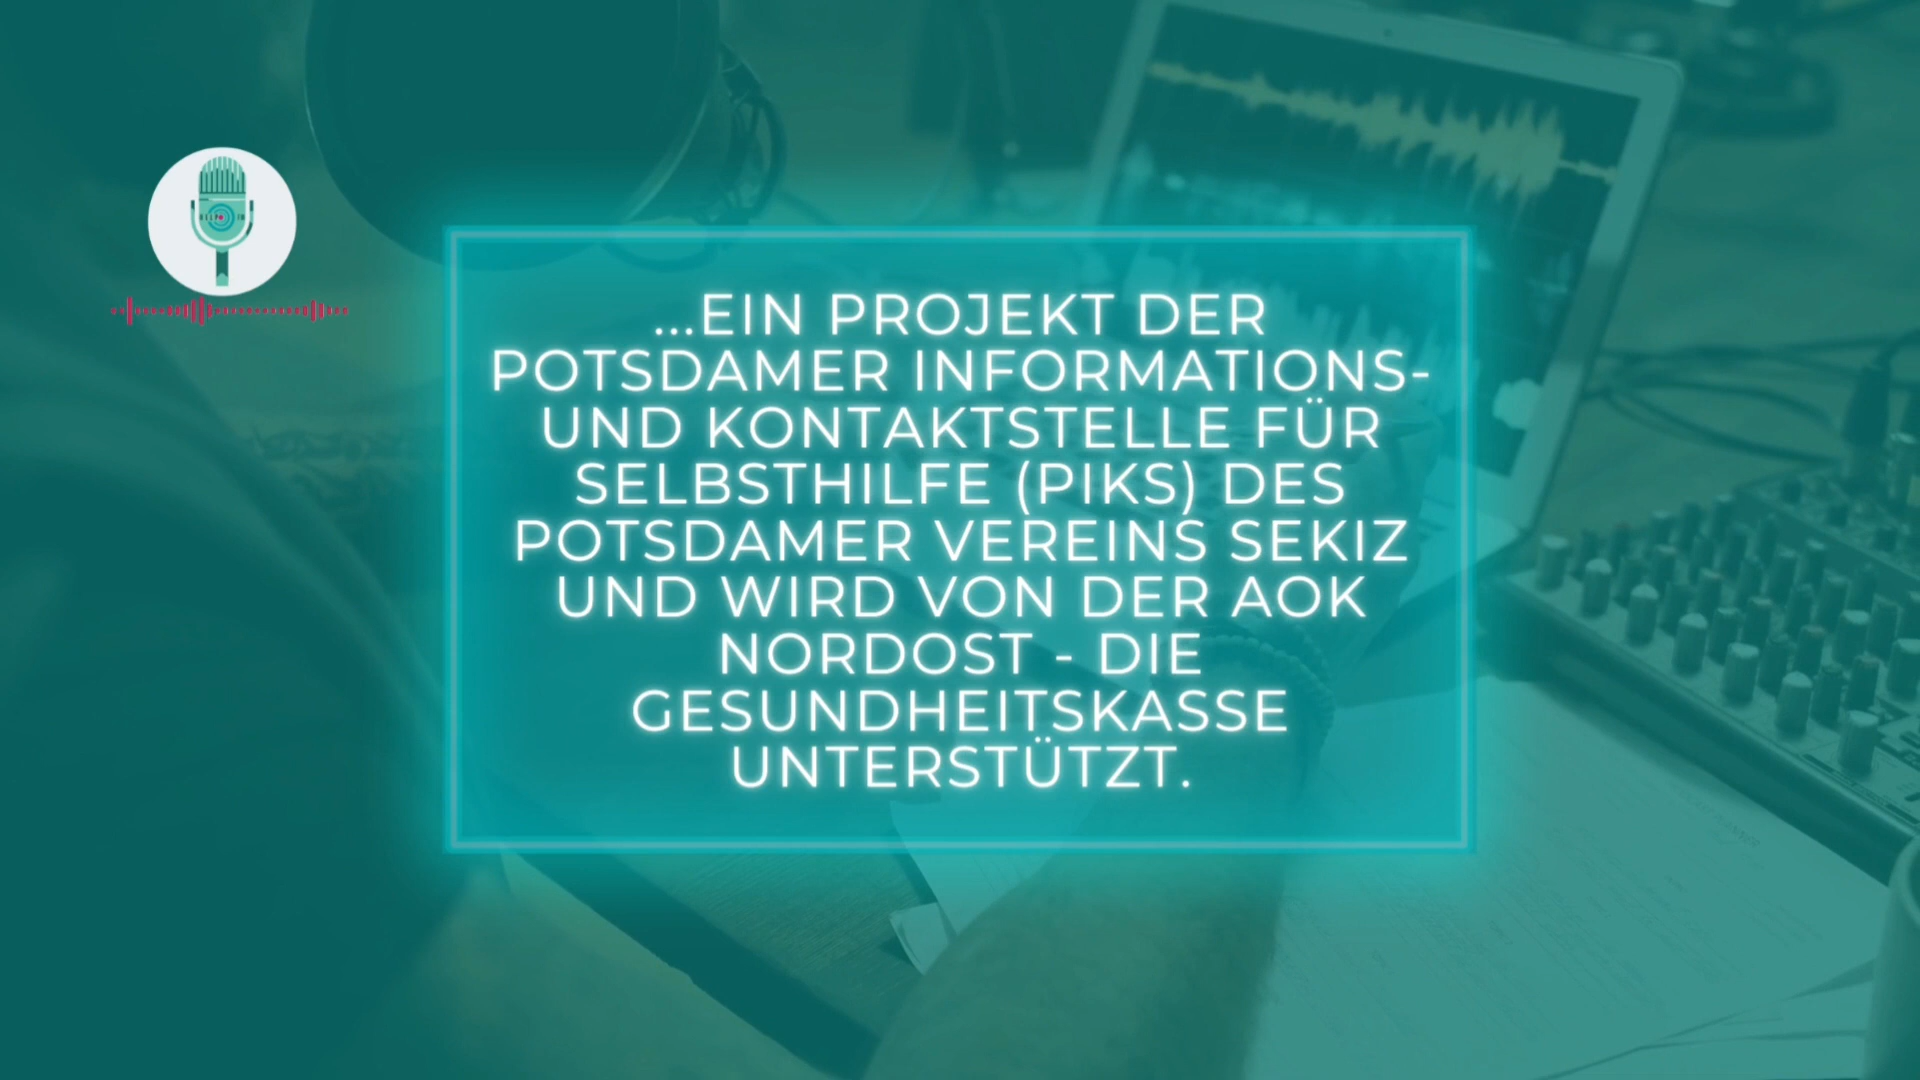 ...EIN PROJEKT DER
POTSDAMER INFORMATIONS-
UND KONTAKTSTELLE FÜR
SELBSTHILFE (PIKS) DES
POTSDAMER VEREINS SEKIZ
UND WIRD VON DER AOK
NORDOST - DIE
GESUNDHEITSKASSE
UNTERSTÜTZT.